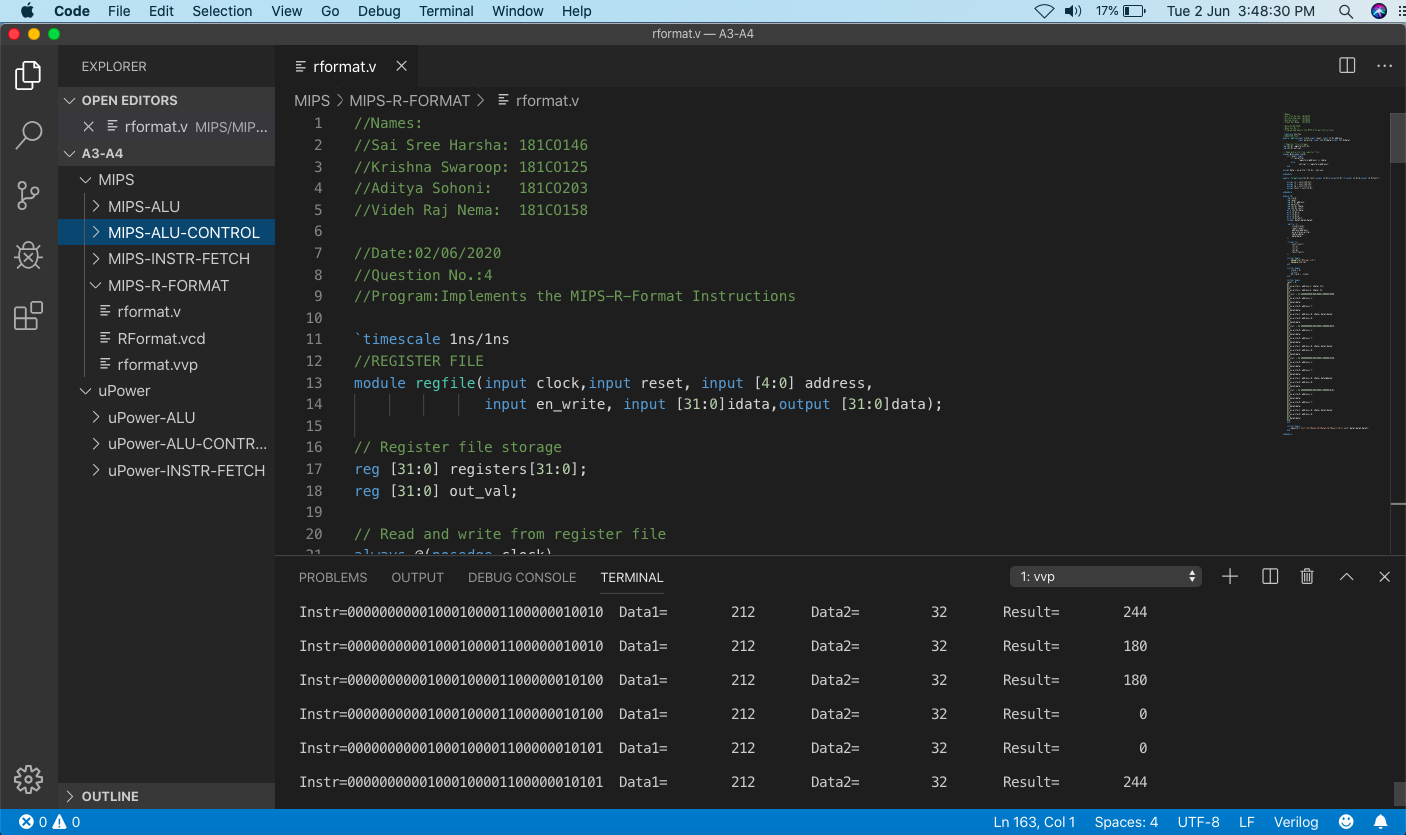 Code File Edit Selection View Go Debug Terminal Window Help 17% Tue 2 Jun 3:48:30 PM
rformat.v — A3-A4
EXPLORER
OPEN EDITORS
rformat.v MIPS/MIP...
A3-A4
MIPS
MIPS-ALU
MIPS-ALU-CONTROL
MIPS-INSTR-FETCH
MIPS-R-FORMAT
rformat.v
RFormat.vcd
rformat.vvp
uPower
uPower-ALU
uPower-ALU-CONTR...
uPower-INSTR-FETCH
OUTLINE
rformat.v
MIPS > MIPS-R-FORMAT > rformat.v
1 //Names:
2 //Sai Sree Harsha: 181CO146
3 //Krishna Swaroop: 181CO125
4 //Aditya Sohoni: 181CO203
5 //Videh Raj Nema: 181CO158
6
7 //Date:02/06/2020
8 //Question No.:4
9 //Program:Implements the MIPS-R-Format Instructions
10
11 `timescale 1ns/1ns
12 //REGISTER FILE
13 module regfile(input clock,input reset, input [4:0] address,
14 input en_write, input [31:0]idata,output [31:0]data);
15
16 // Register file storage
17 reg [31:0] registers[31:0];
18 reg [31:0] out_val;
19
20 // Read and write from register file
21 always @(posedge clock)
PROBLEMS OUTPUT DEBUG CONSOLE TERMINAL 1: vvp
Instr=00000000001000100001100000010010 Data1= 212 Data2= 32 Result= 244
Instr=00000000001000100001100000010010 Data1= 212 Data2= 32 Result= 180
Instr=00000000001000100001100000010100 Data1= 212 Data2= 32 Result= 180
Instr=00000000001000100001100000010100 Data1= 212 Data2= 32 Result= 0
Instr=00000000001000100001100000010101 Data1= 212 Data2= 32 Result= 0
Instr=00000000001000100001100000010101 Data1= 212 Data2= 32 Result= 244
0 0 Ln 163, Col 1 Spaces: 4 UTF-8 LF Verilog